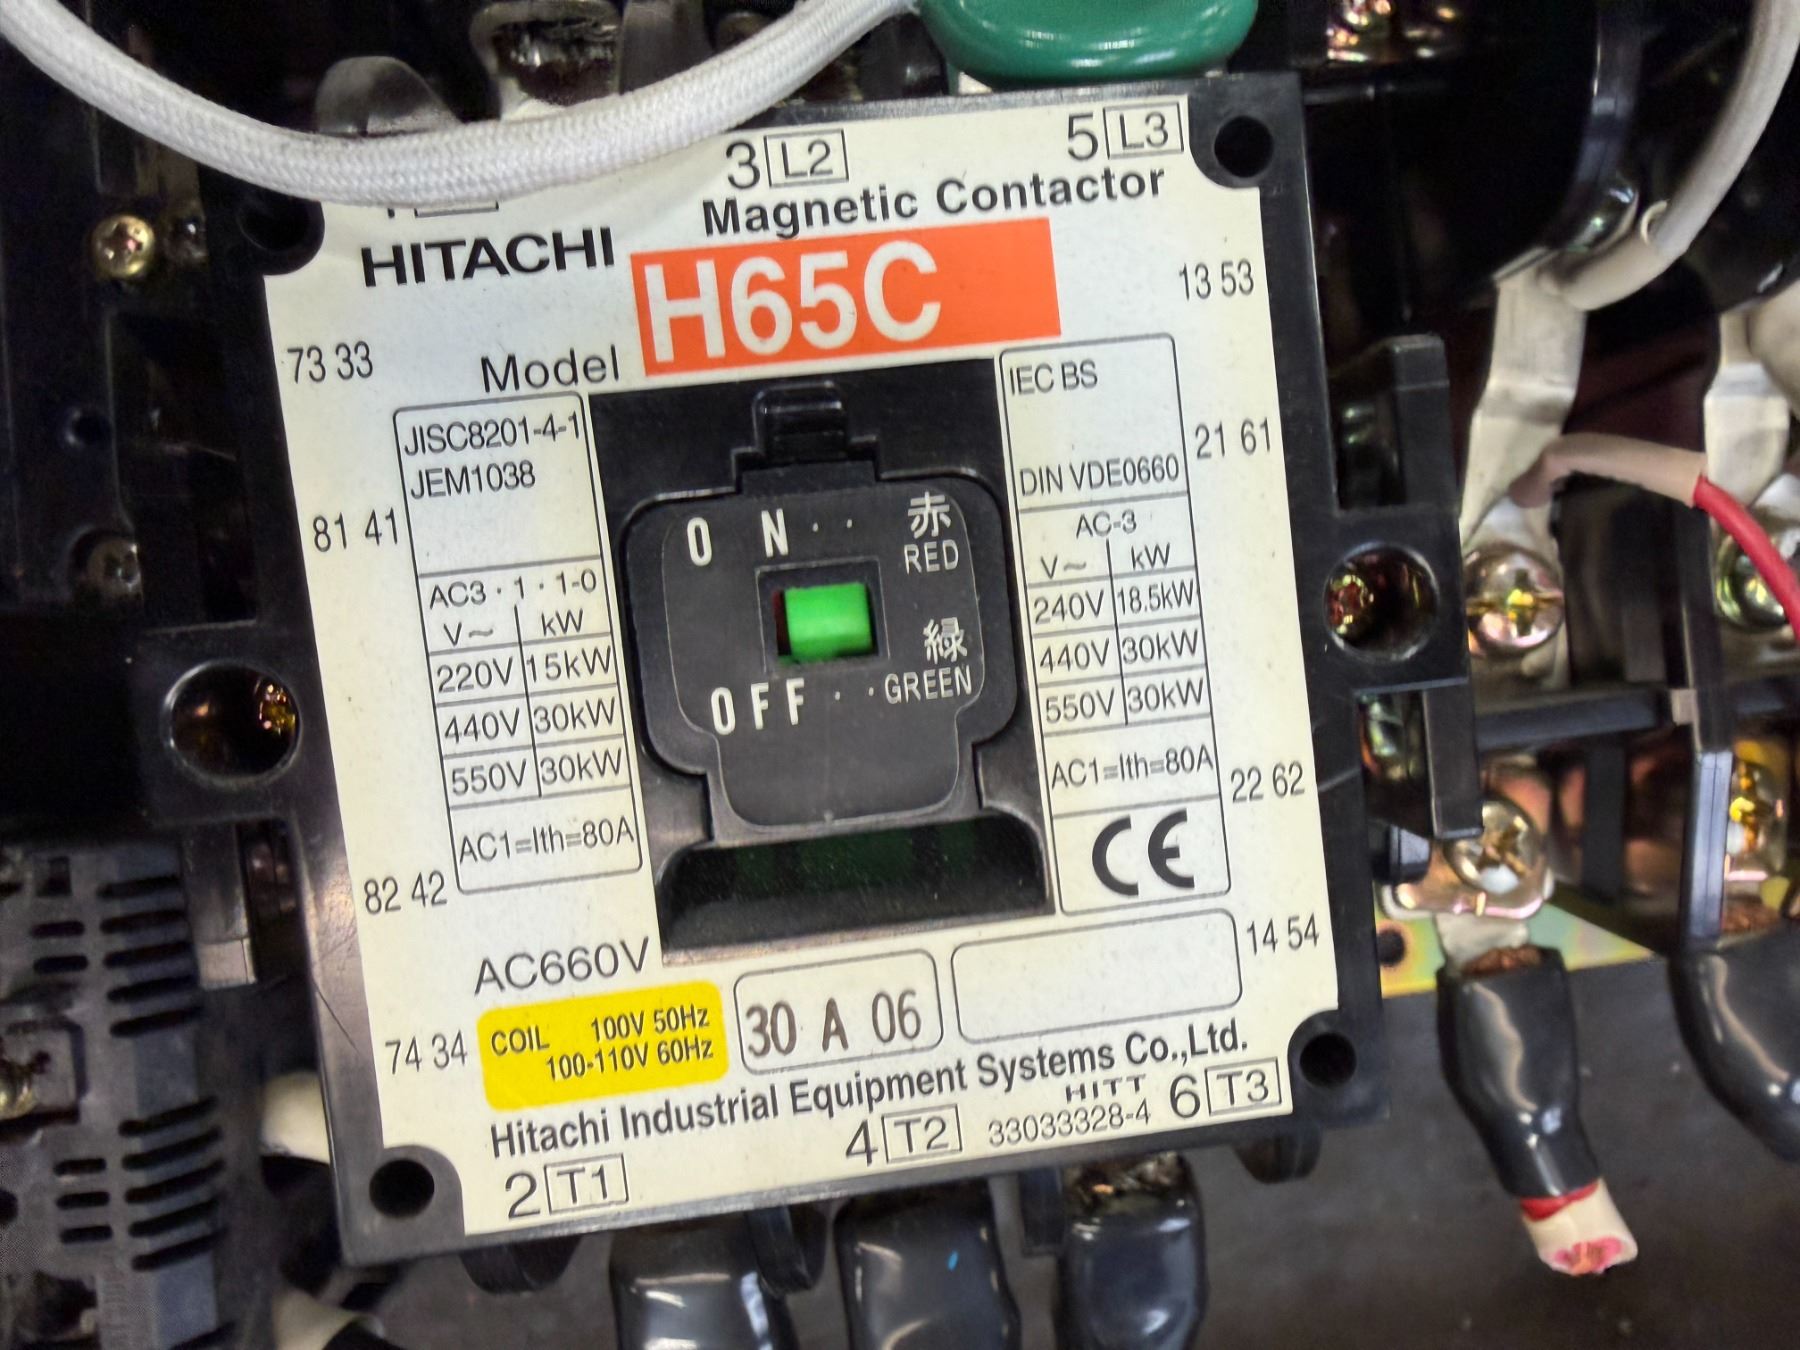 3 L2
5 L3
Magnetic Contactor
HITACHI
H65C
Model
13 53
73 33
JISC8201-4-1
JEM1038
IEC BS
DIN VDE0660
21 61
81 41
AC3・1・1-0
V~ kW
220V 15kW
440V 30kW
550V 30kW
AC1=Ith=80A
O N・・赤
RED
緑
OFF・・GREEN
AC-3
V~ kW
240V 18.5kW
440V 30kW
550V 30kW
AC1=Ith=80A
CE
22 62
82 42
14 54
AC660V
74 34
COIL 100V 50Hz
100-110V 60Hz
30 A 06
Hitachi Industrial Equipment Systems Co.,Ltd.
HITT
33033328-4
2 T1
4 T2
6 T3